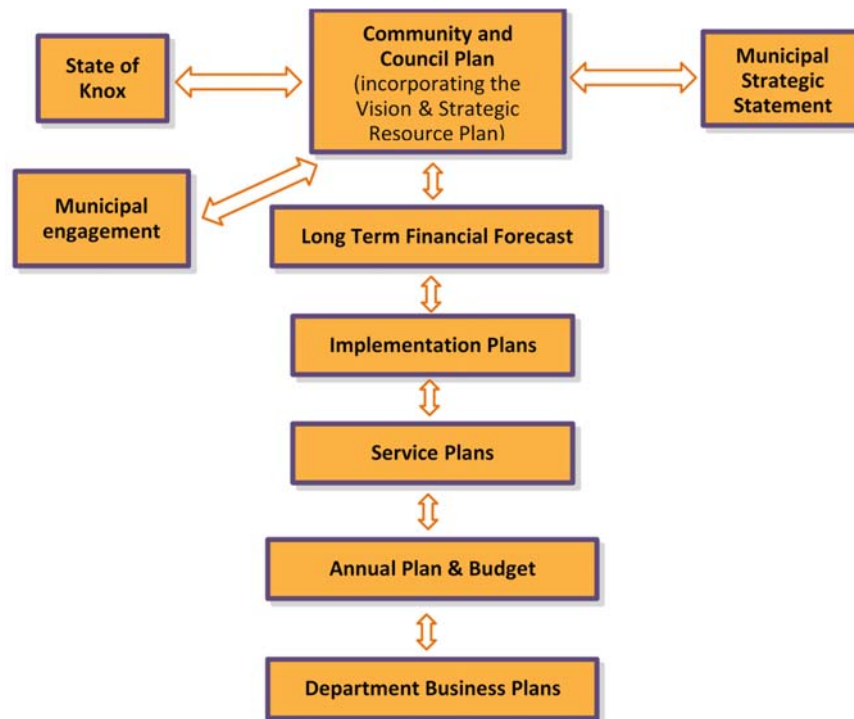 Community and
Council Plan
(incorporating the
Vision & Strategic
Resource Plan)
State of
Knox
Municipal
Strategic
Statement
Municipal
engagement
Long Term Financial Forecast
Implementation Plans
Service Plans
Annual Plan & Budget
Department Business Plans